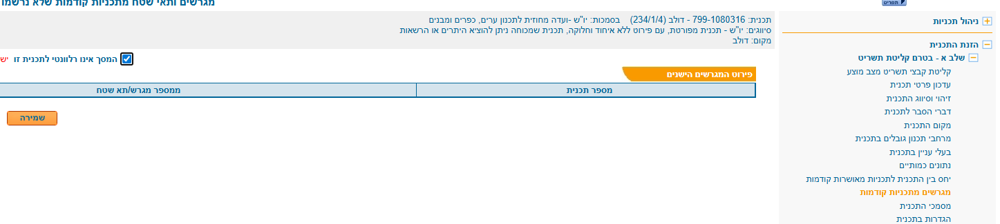 תפריט
מגרשים ותאי שטח מתכניות קודמות שלא נרשמו
ניהול תכניות
הזנת התכנית
שלב א - בטרם קליטת תשריט
קליטת קבצי תשריט מצב מוצע
עדכון פרטי תכנית
זיהוי וסיווג התכנית
דברי הסבר לתכנית
מקום התכנית
מרחבי תכנון גובלים בתכנית
בעלי עניין בתכנית
נתונים כמותיים
יחס בין התכנית לתכניות מאושרות קודמות
מגרשים מתכניות קודמות
מסמכי התכנית
הגדרות בתכנית
תכנית: 799-1080316 - דולב (234/1/4) בסמכות: יו"ש -ועדה מחוזית לתכנון ערים, כפרים ומבנים
סיווגים: יו"ש - תכנית מפורטת, עם פירוט ללא איחוד וחלוקה, תכנית שמכוחה ניתן להוציא היתרים או הרשאות
מקום: דולב
המסך אינו רלוונטי לתכנית זו יש
פירוט המגרשים הישנים
מספר תכנית ממספר מגרש/תא שטח
שמירה